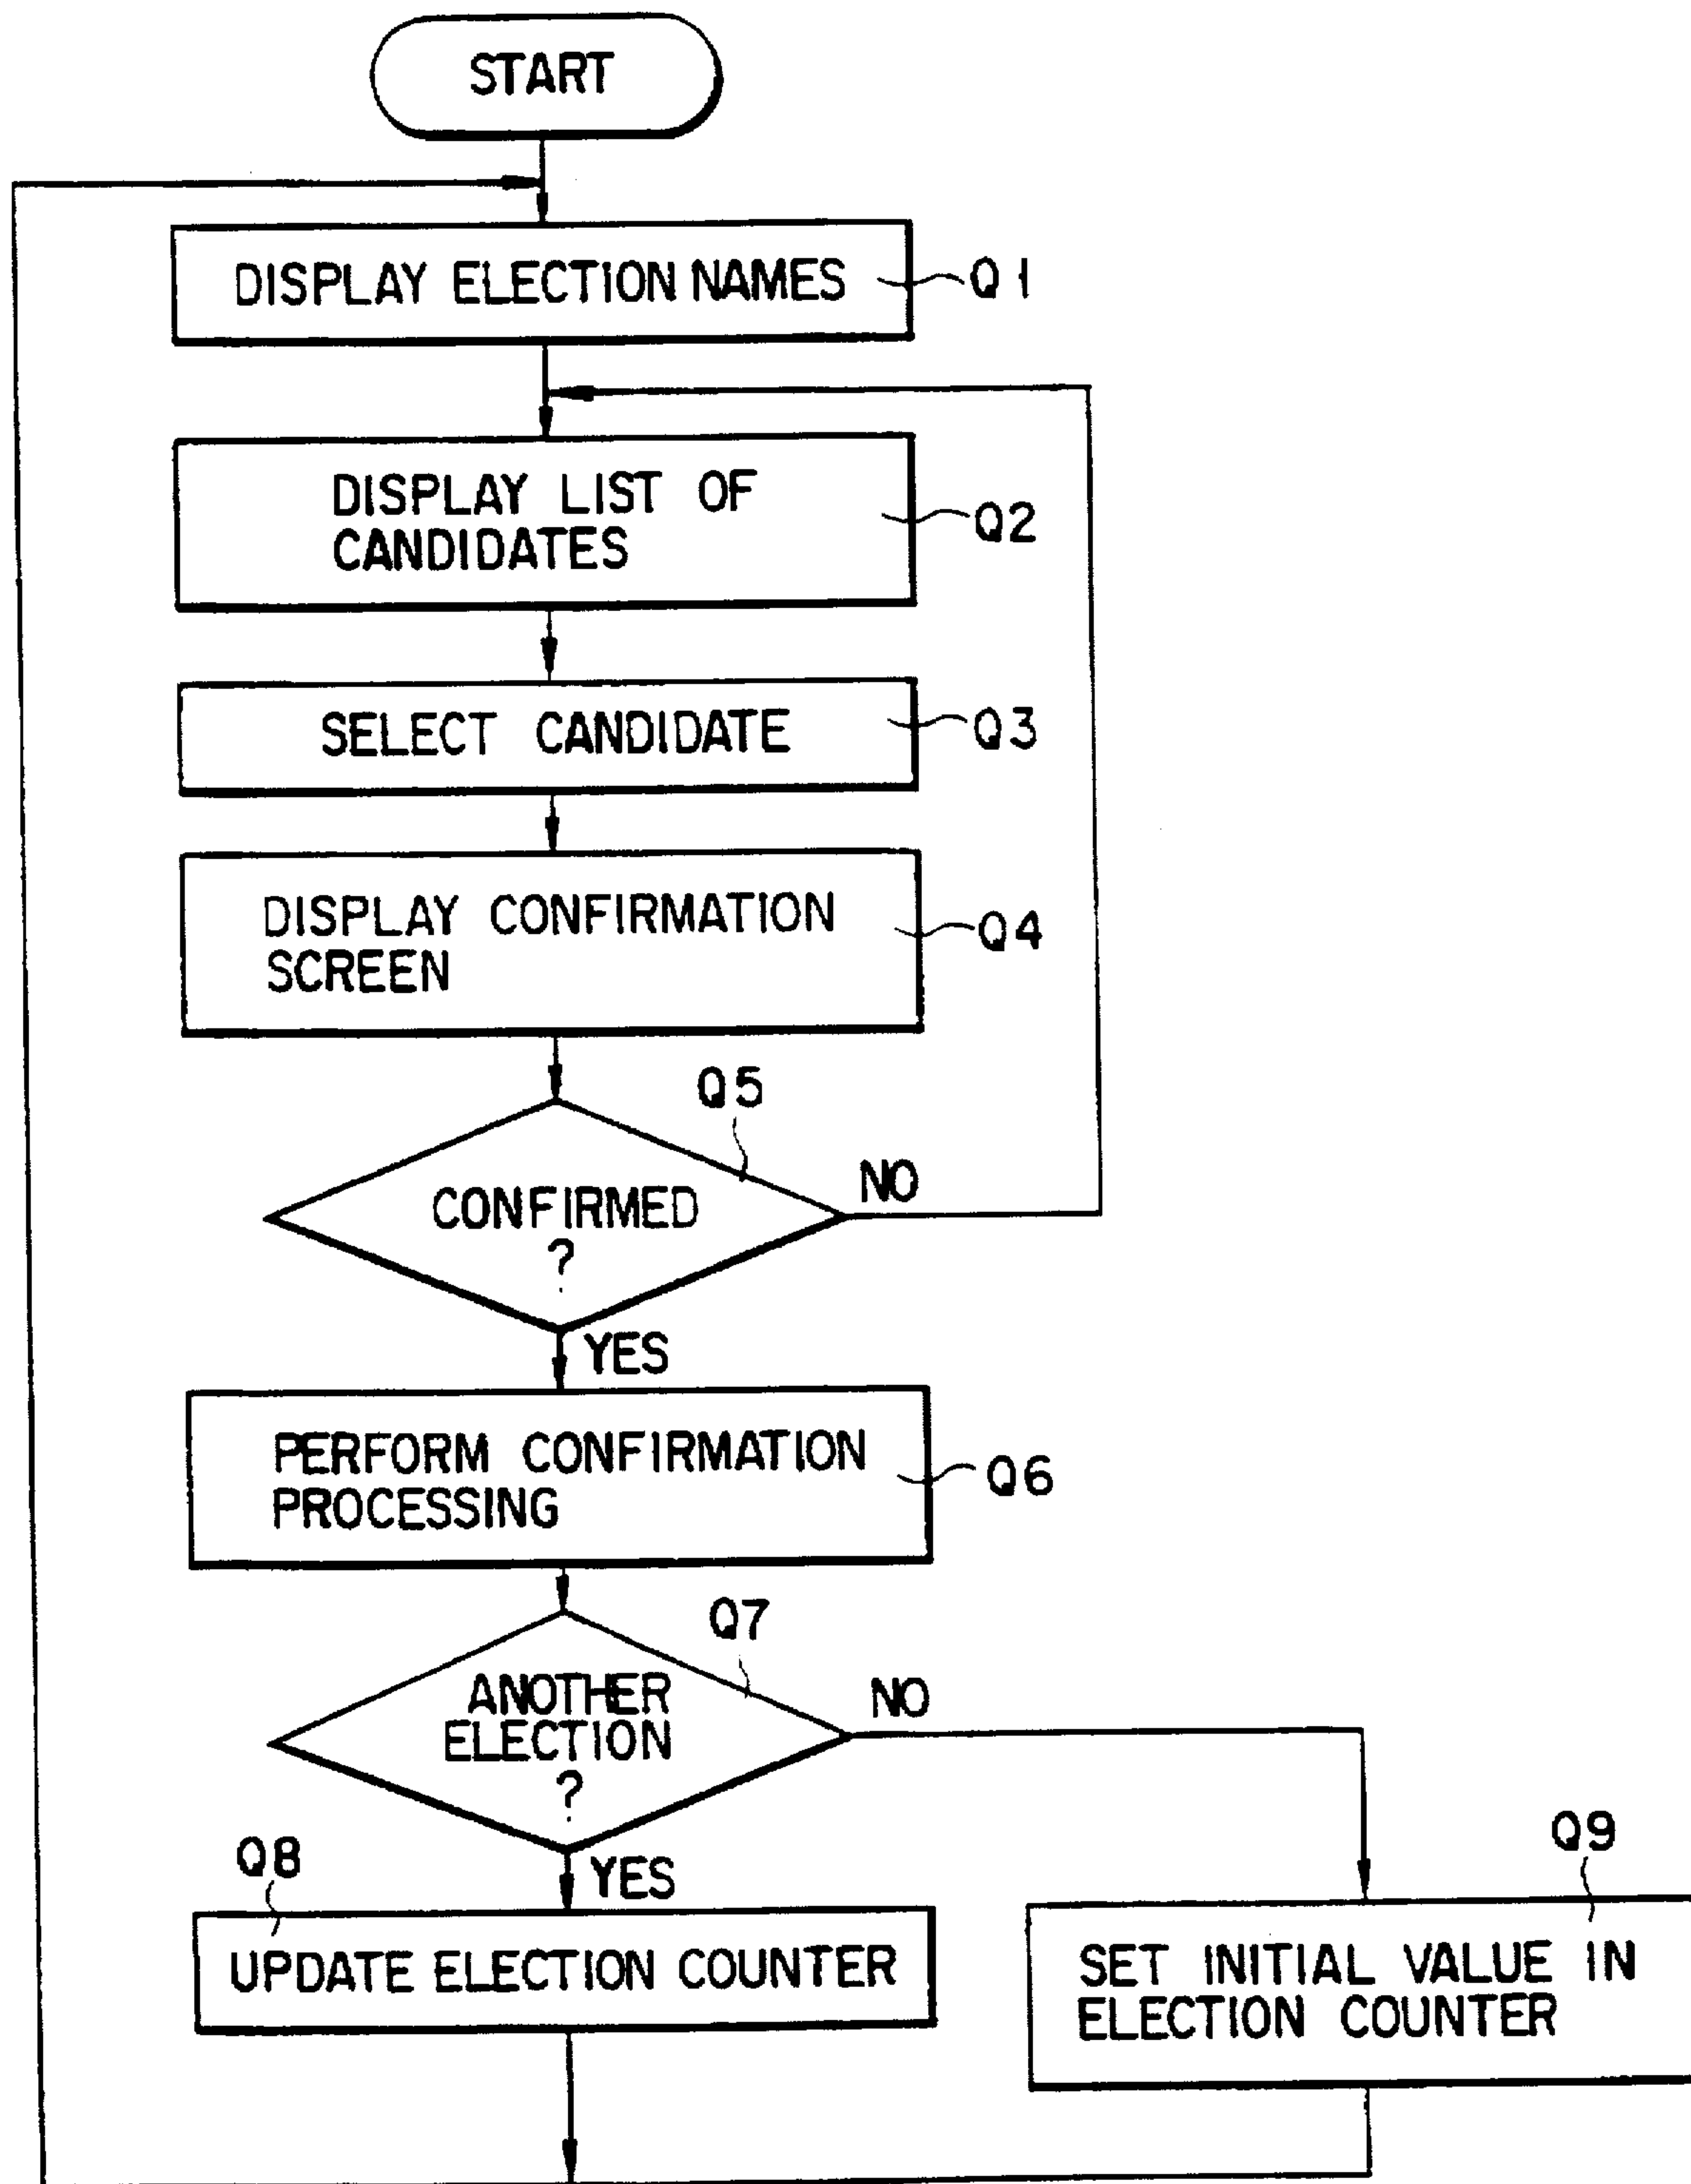 START
DISPLAY ELECTION NAMES
Q1
DISPLAY LIST OF
CANDIDATES
Q2
SELECT CANDIDATE
Q3
DISPLAY CONFIRMATION
SCREEN
Q4
Q5
CONFIRMED
?
NO
YES
PERFORM CONFIRMATION
PROCESSING
Q6
Q7
ANOTHER
ELECTION
?
NO
YES
Q8
UPDATE ELECTION COUNTER
Q9
SET INITIAL VALUE IN
ELECTION COUNTER